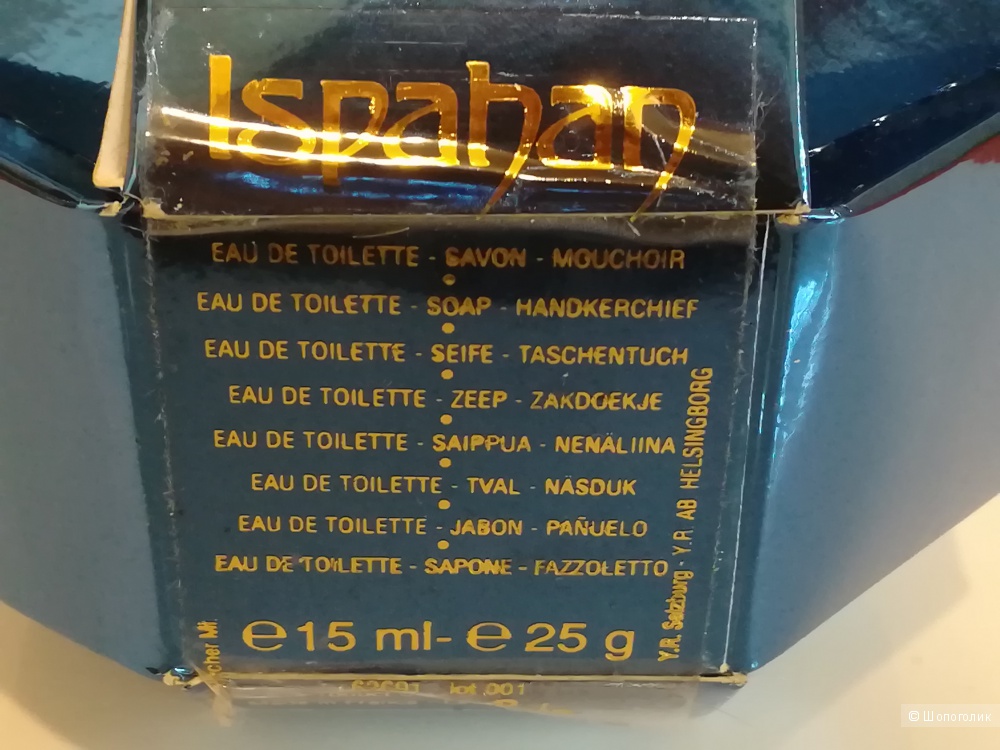 Ispahan
EAU DE TOILETTE - SAVON - MOUCHOIR
EAU DE TOILETTE - SOAP - HANDKERCHIEF
EAU DE TOILETTE - SEIFE - TASCHENTUCH
EAU DE TOILETTE - ZEEP - ZAKDOEKJE
EAU DE TOILETTE - SAIPPUA - NENÄLIINA
EAU DE TOILETTE - TVAL - NÄSDUK
EAU DE TOILETTE - JABON - PAÑUELO
EAU DE TOILETTE - SAPONE - FAZZOLETTO
Y.R. Salzburg - Y.R. AB HELSINGBORG
℮ 15 ml - ℮ 25 g
lot 001
© Шопоголик